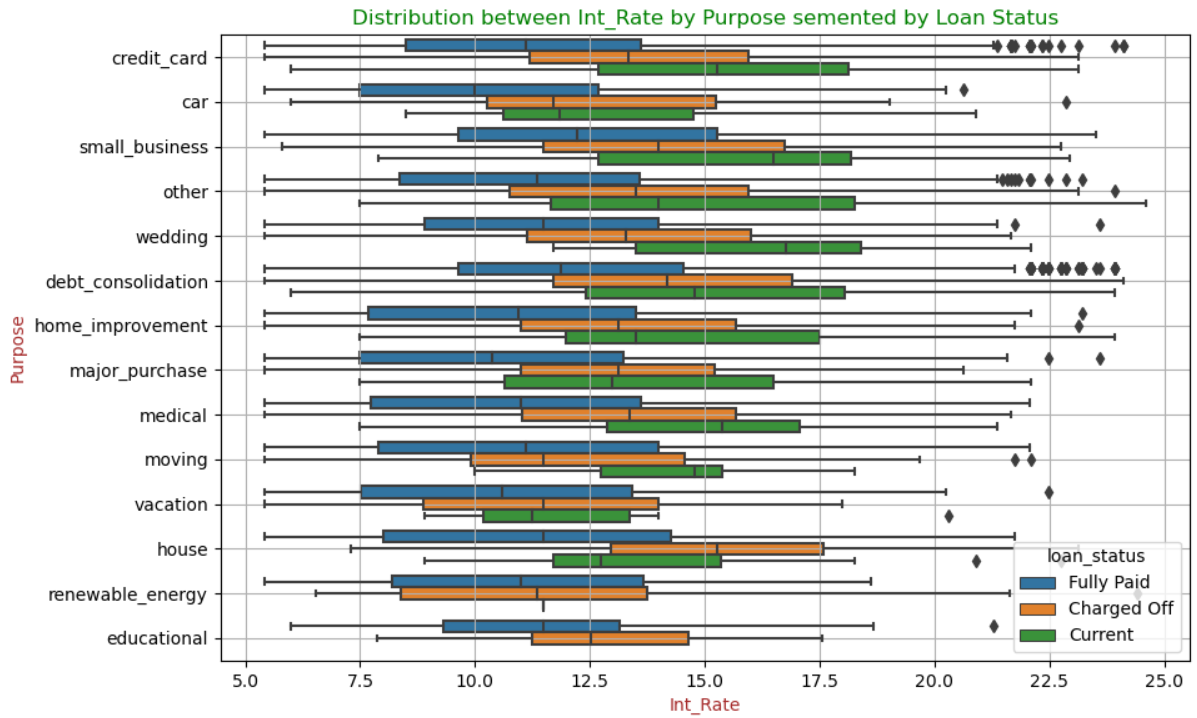 Distribution between Int_Rate by Purpose semented by Loan Status
Purpose
credit_card
car
small_business
other
wedding
debt_consolidation
home_improvement
major_purchase
medical
moving
vacation
house
renewable_energy
educational
loan_status
Fully Paid
Charged Off
Current
5.0 7.5 10.0 12.5 15.0 17.5 20.0 22.5 25.0
Int_Rate